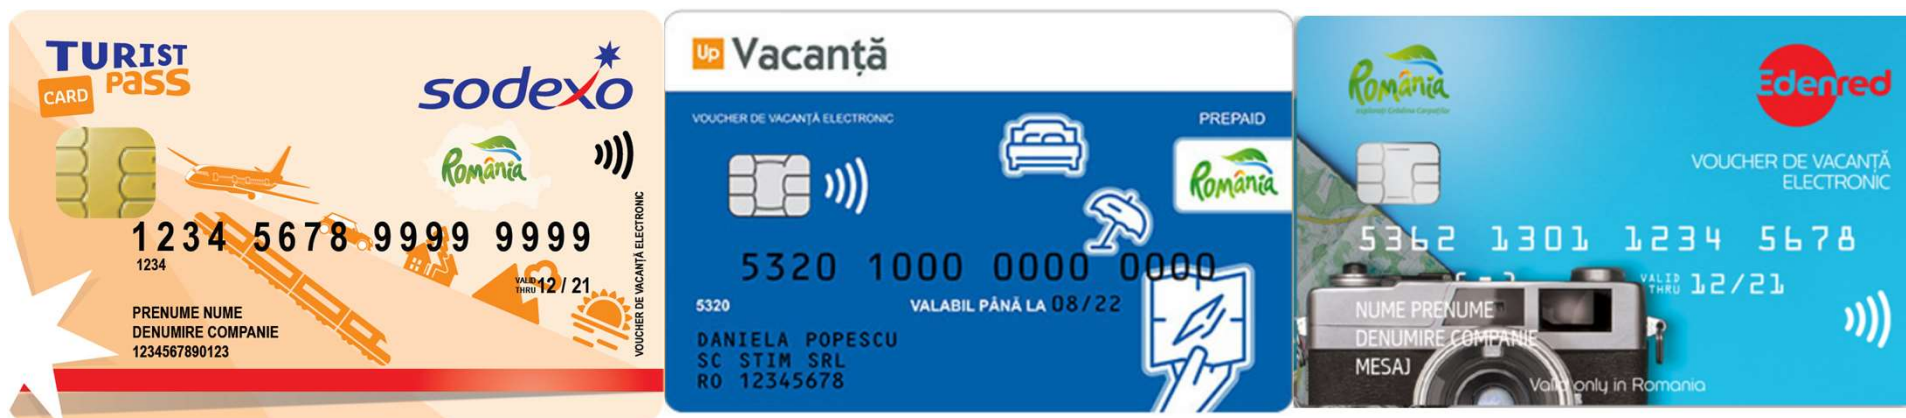 TURIST
PASS
CARD
sodexo
România
1234 5678 9999 9999
1234
VALID THRU 12 / 21
PRENUME NUME
DENUMIRE COMPANIE
1234567890123
VOUCHER DE VACANȚĂ ELECTRONIC
Up Vacanță
VOUCHER DE VACANȚĂ ELECTRONIC
PREPAID
România
5320 1000 0000 0000
5320
VALABIL PÂNĂ LA 08/22
DANIELA POPESCU
SC STIM SRL
RO 12345678
România
explorați Grădina Carpaților
Edenred
VOUCHER DE VACANȚĂ
ELECTRONIC
5362 1301 1234 5678
VALID THRU 12/21
NUME PRENUME
DENUMIRE COMPANIE
MESAJ
Valid only in Romania